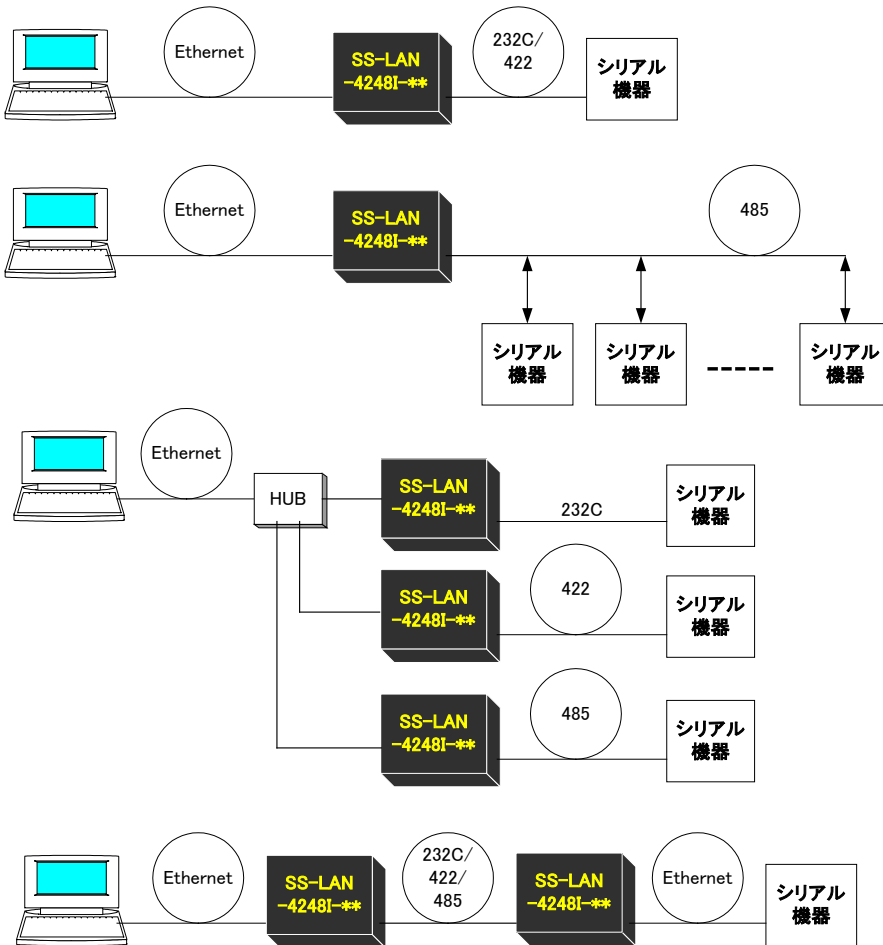 Ethernet
SS-LAN
-4248I-**
232C/
422
シリアル
機器
Ethernet
SS-LAN
-4248I-**
485
シリアル
機器
シリアル
機器
シリアル
機器
Ethernet
HUB
SS-LAN
-4248I-**
232C
シリアル
機器
SS-LAN
-4248I-**
422
シリアル
機器
SS-LAN
-4248I-**
485
シリアル
機器
Ethernet
SS-LAN
-4248I-**
232C/
422/
485
SS-LAN
-4248I-**
Ethernet
シリアル
機器